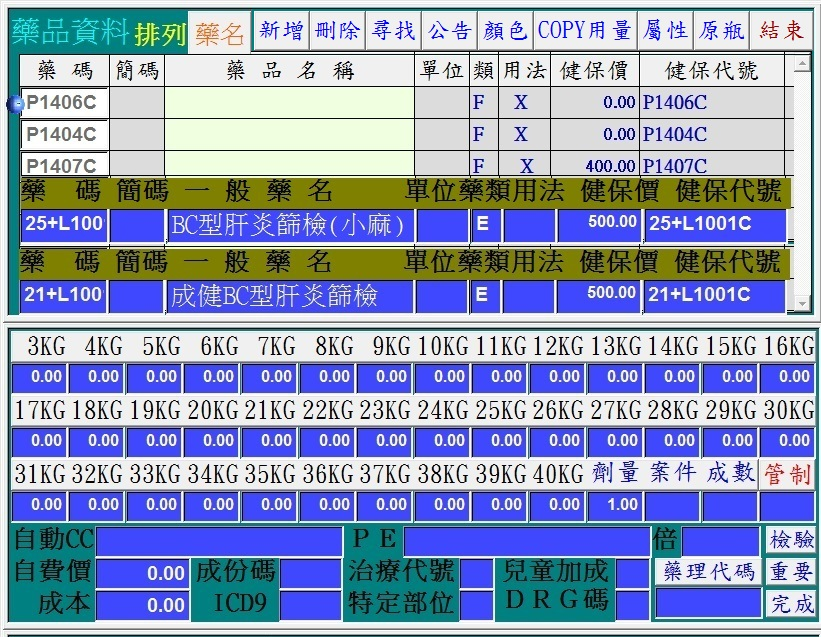 藥品資料 排列 藥名 新增 刪除 尋找 公告 顏色 COPY用量 屬性 原瓶 結束
藥 碼 簡碼 藥 品 名 稱 單位 類 用法 健保價 健保代號
P1406C F X 0.00 P1406C
P1404C F X 0.00 P1404C
P1407C F X 400.00 P1407C
藥 碼 簡碼 一 般 藥 名 單位 藥類 用法 健保價 健保代號
25+L100 BC型肝炎篩檢(小麻) E 500.00 25+L1001C
藥 碼 簡碼 一 般 藥 名 單位 藥類 用法 健保價 健保代號
21+L100 成健BC型肝炎篩檢 E 500.00 21+L1001C
3KG 4KG 5KG 6KG 7KG 8KG 9KG 10KG 11KG 12KG 13KG 14KG 15KG 16KG
0.00 0.00 0.00 0.00 0.00 0.00 0.00 0.00 0.00 0.00 0.00 0.00 0.00 0.00
17KG 18KG 19KG 20KG 21KG 22KG 23KG 24KG 25KG 26KG 27KG 28KG 29KG 30KG
0.00 0.00 0.00 0.00 0.00 0.00 0.00 0.00 0.00 0.00 0.00 0.00 0.00 0.00
31KG 32KG 33KG 34KG 35KG 36KG 37KG 38KG 39KG 40KG 劑量 案件 成數 管制
0.00 0.00 0.00 0.00 0.00 0.00 0.00 0.00 0.00 0.00 1.00
自動CC ＰＥ 倍 檢驗
自費價 0.00 成份碼 治療代號 兒童加成 藥理代碼 重要
成本 0.00 ICD9 特定部位 ＤＲＧ碼 完成